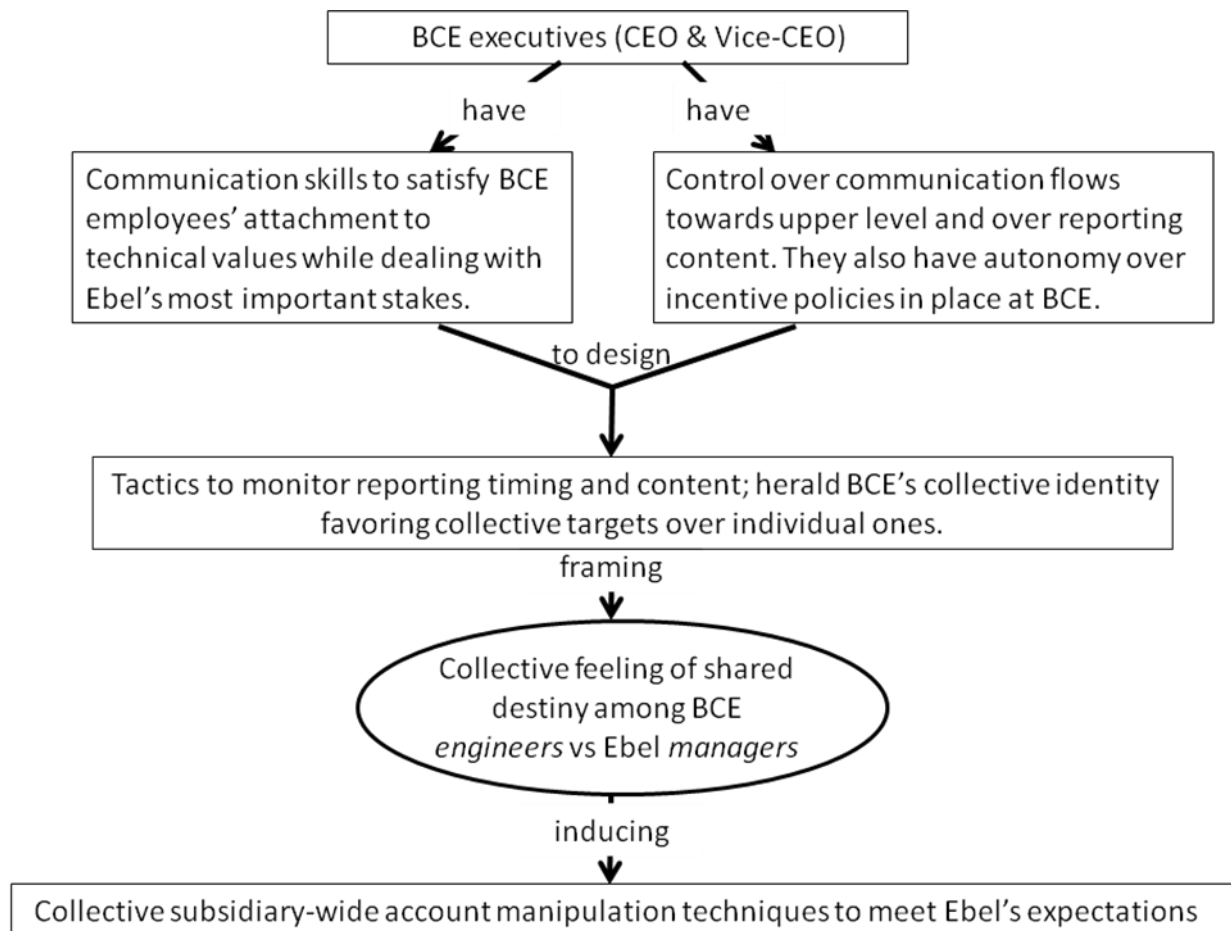 BCE executives (CEO & Vice-CEO)
have
have
Communication skills to satisfy BCE
employees’ attachment to
technical values while dealing with
Ebel’s most important stakes.
Control over communication flows
towards upper level and over reporting
content. They also have autonomy over
incentive policies in place at BCE.
to design
Tactics to monitor reporting timing and content; herald BCE’s collective identity
favoring collective targets over individual ones.
framing
Collective feeling of shared
destiny among BCE
engineers vs Ebel managers
inducing
Collective subsidiary-wide account manipulation techniques to meet Ebel’s expectations